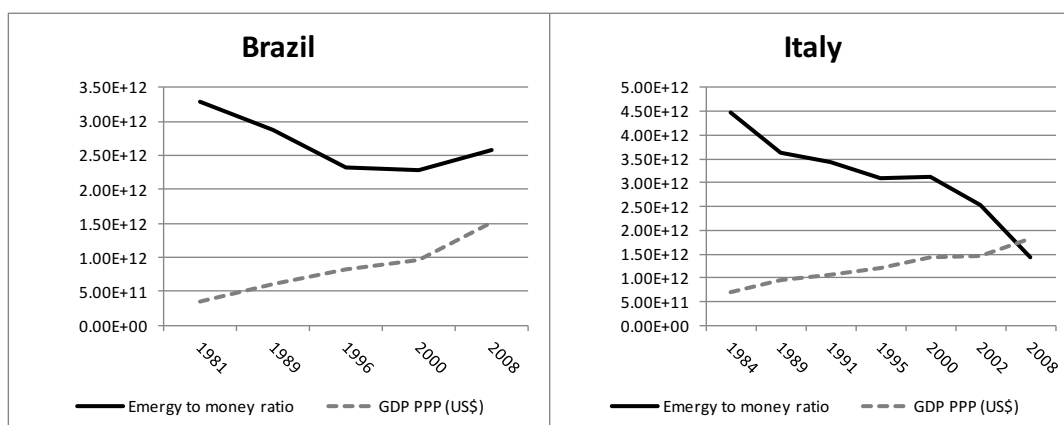 Brazil
3.50E+12
3.00E+12
2.50E+12
2.00E+12
1.50E+12
1.00E+12
5.00E+11
0.00E+00
1981 1989 1996 2000 2008
Emergy to money ratio GDP PPP (US$)
Italy
5.00E+12
4.50E+12
4.00E+12
3.50E+12
3.00E+12
2.50E+12
2.00E+12
1.50E+12
1.00E+12
5.00E+11
0.00E+00
1984 1989 1991 1995 2000 2002 2008
Emergy to money ratio GDP PPP (US$)